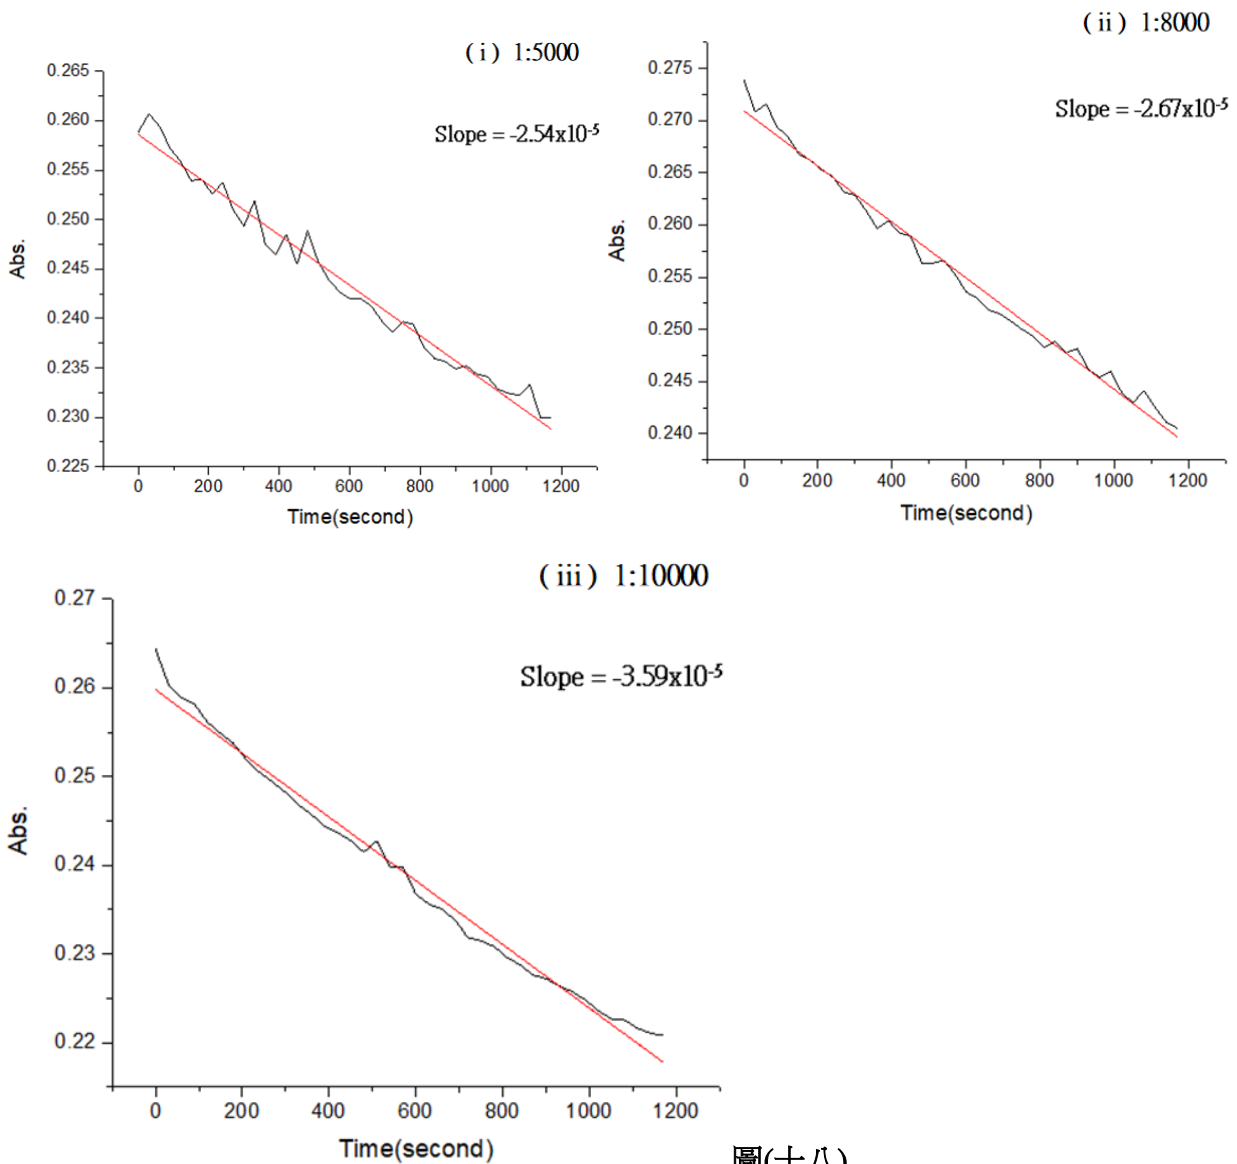 ( i ) 1:5000
Slope = -2.54x10⁻⁵
0.265
0.260
0.255
0.250
0.245
0.240
0.235
0.230
0.225
Abs.
0 200 400 600 800 1000 1200
Time(second)
( ii ) 1:8000
Slope = -2.67x10⁻⁵
0.275
0.270
0.265
0.260
0.255
0.250
0.245
0.240
Abs.
0 200 400 600 800 1000 1200
Time(second)
( iii ) 1:10000
Slope = -3.59x10⁻⁵
0.27
0.26
0.25
0.24
0.23
0.22
Abs.
0 200 400 600 800 1000 1200
Time(second)
圖(十八)